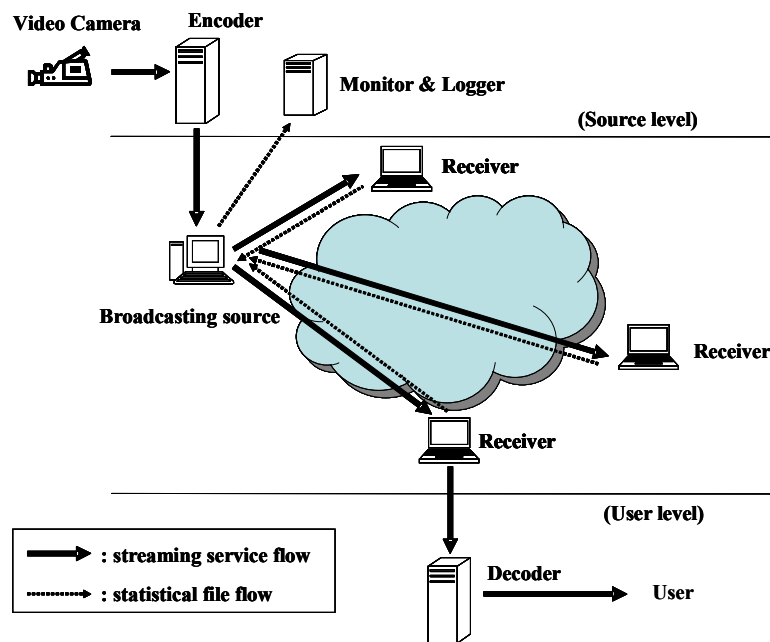 Video Camera
Encoder
Monitor & Logger
(Source level)
Receiver
Broadcasting source
Receiver
Receiver
(User level)
: streaming service flow
: statistical file flow
Decoder
User